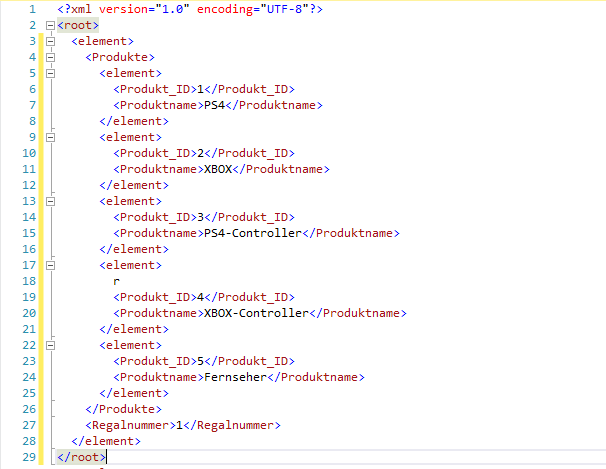 1 <?xml version="1.0" encoding="UTF-8"?>
2 <root>
3 <element>
4 <Produkte>
5 <element>
6 <Produkt_ID>1</Produkt_ID>
7 <Produktname>PS4</Produktname>
8 </element>
9 <element>
10 <Produkt_ID>2</Produkt_ID>
11 <Produktname>XBOX</Produktname>
12 </element>
13 <element>
14 <Produkt_ID>3</Produkt_ID>
15 <Produktname>PS4-Controller</Produktname>
16 </element>
17 <element>
18 r
19 <Produkt_ID>4</Produkt_ID>
20 <Produktname>XBOX-Controller</Produktname>
21 </element>
22 <element>
23 <Produkt_ID>5</Produkt_ID>
24 <Produktname>Fernseher</Produktname>
25 </element>
26 </Produkte>
27 <Regalnummer>1</Regalnummer>
28 </element>
29 </root>